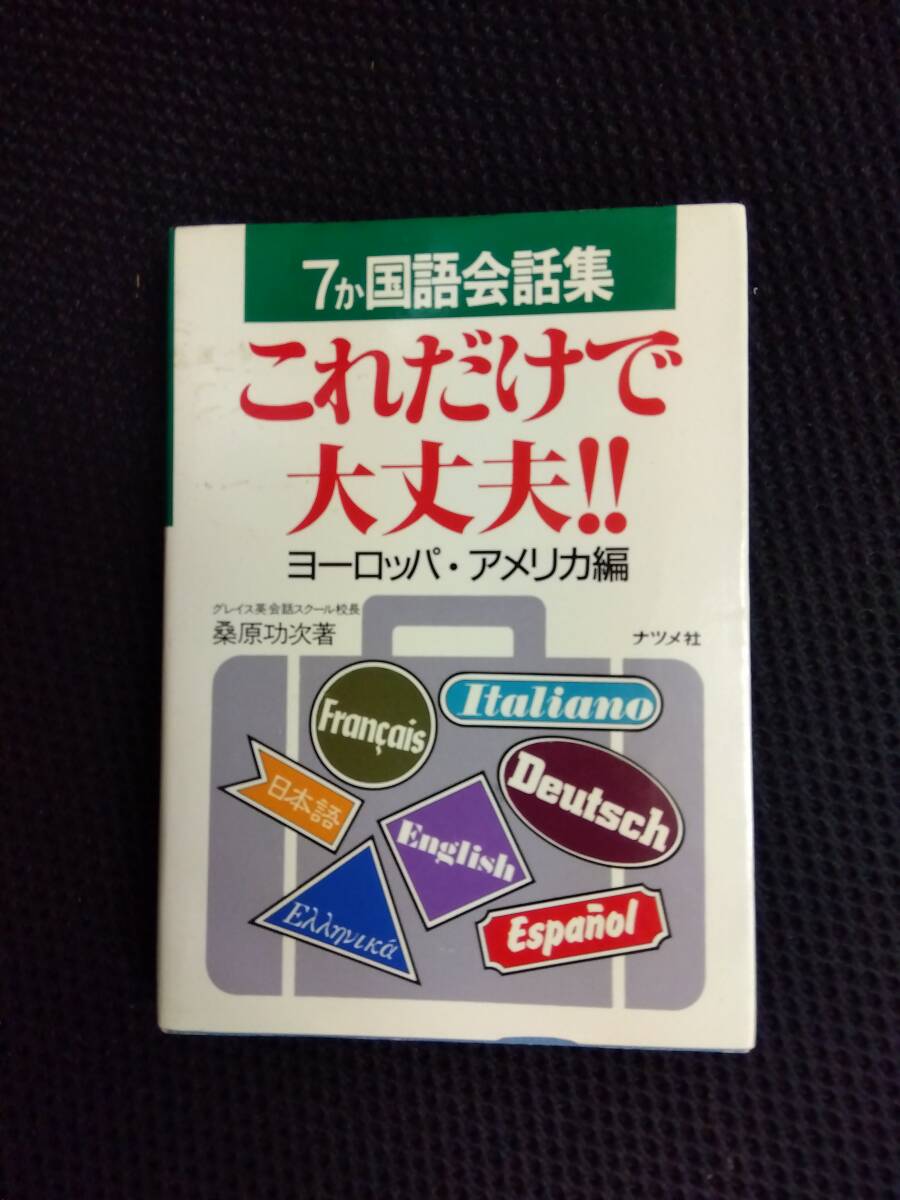 7か国語会話集
これだけで
大丈夫!!
ヨーロッパ・アメリカ編
グレイス英会話スクール校長
桑原功次著
ナツメ社
Français
Italiano
日本語
English
Deutsch
Ελληνικά
Español